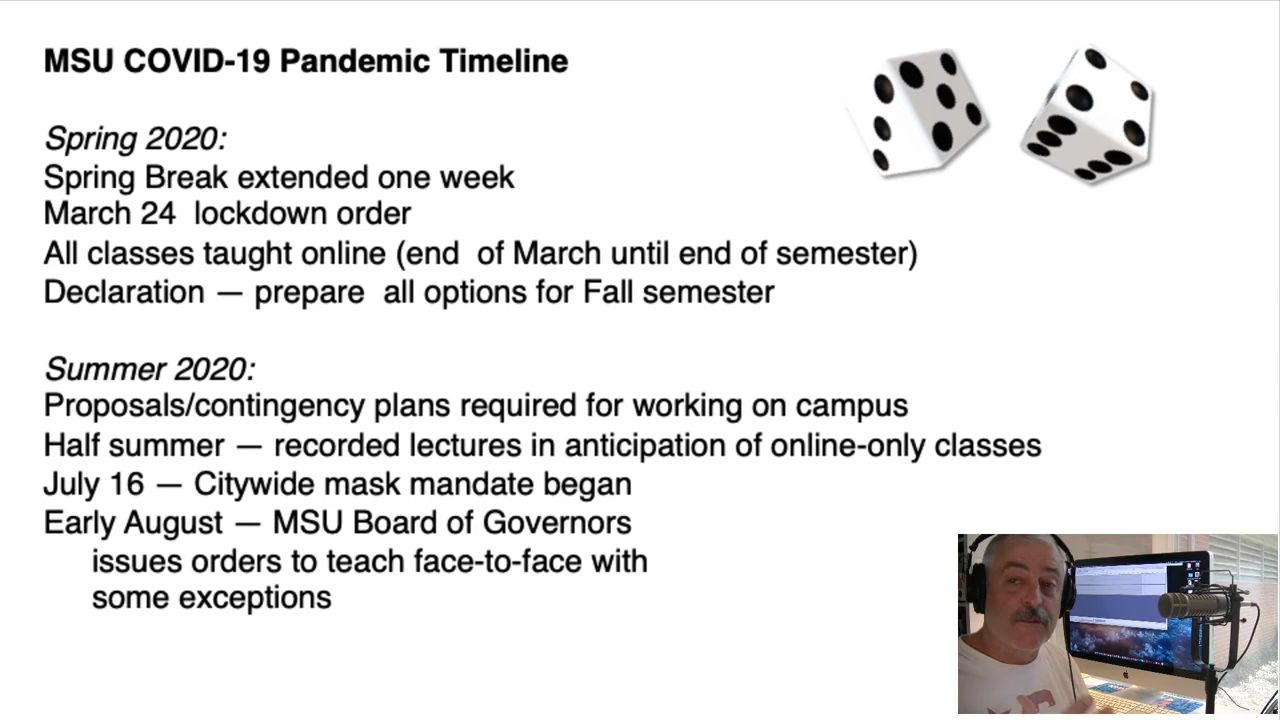 MSU COVID-19 Pandemic Timeline
Spring 2020:
Spring Break extended one week
March 24  lockdown order
All classes taught online (end  of March until end of semester)
Declaration — prepare  all options for Fall semester
Summer 2020:
Proposals/contingency plans required for working on campus
Half summer — recorded lectures in anticipation of online-only classes
July 16 — Citywide mask mandate began
Early August — MSU Board of Governors
issues orders to teach face-to-face with
some exceptions